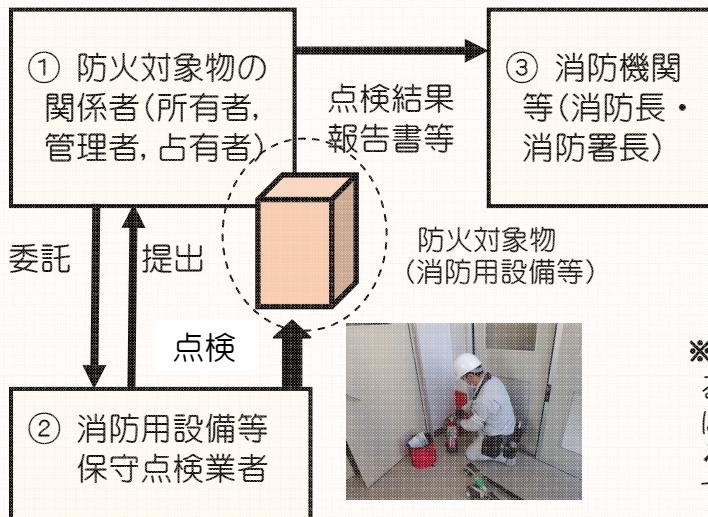 ① 防火対象物の
関係者(所有者,
管理者, 占有者)
点検結果
報告書等
③ 消防機関
等(消防長・
消防署長)
委託
提出
防火対象物
(消防用設備等)
点検
② 消防用設備等
保守点検業者
※